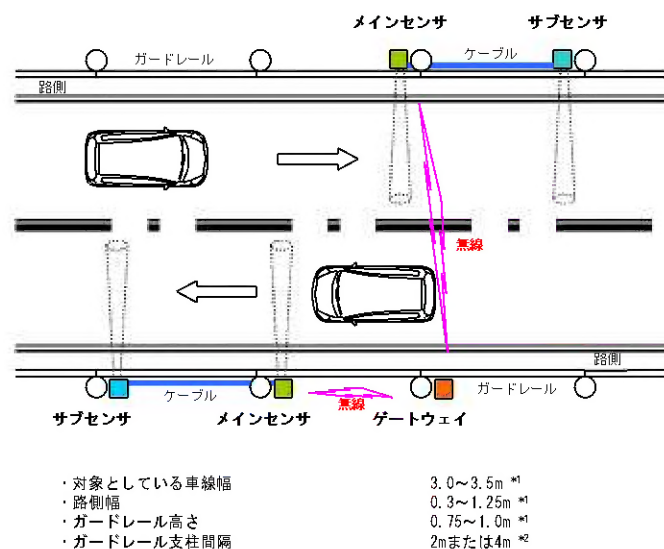 メインセンサ サブセンサ
ガードレール ケーブル
路側
無線
路側
ケーブル 無線 ガードレール
サブセンサ メインセンサ ゲートウェイ
・対象としている車線幅 3.0~3.5m *1
・路側幅 0.3~1.25m *1
・ガードレール高さ 0.75~1.0m *1
・ガードレール支柱間隔 2mまたは4m *2